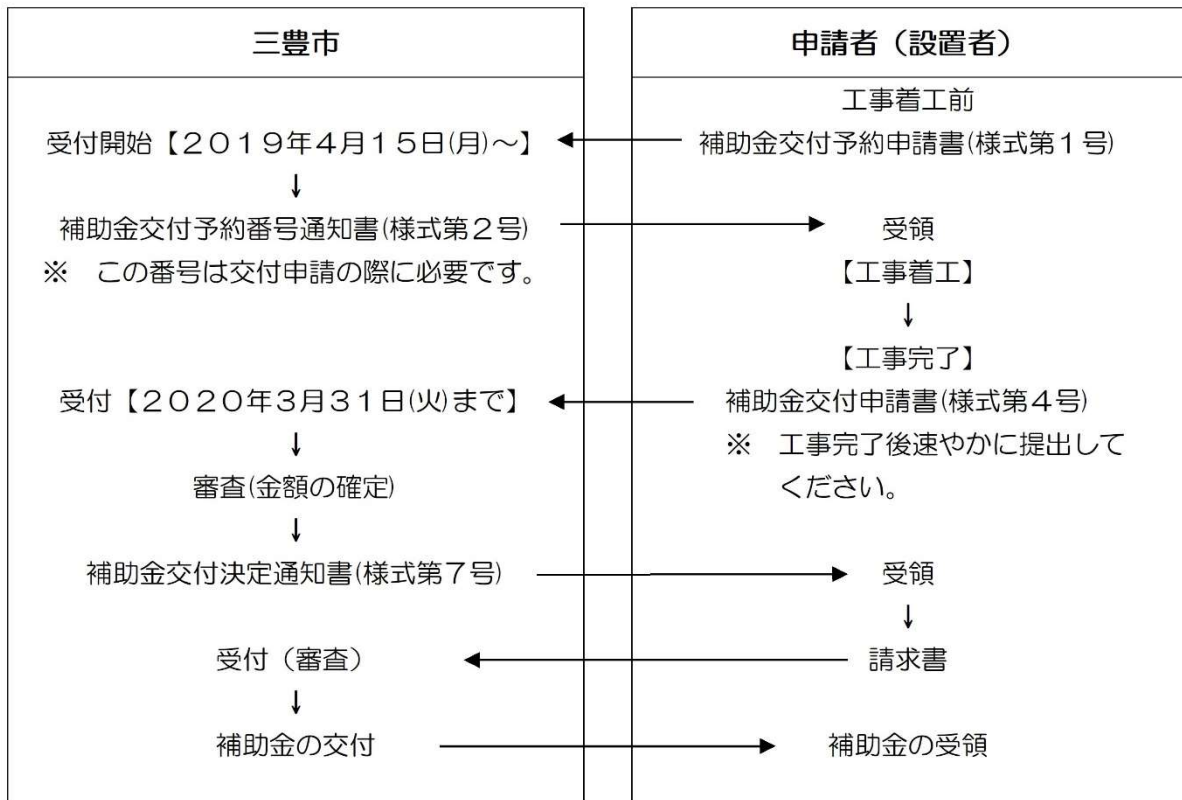 三豊市
申請者（設置者）
工事着工前
受付開始【２０１９年４月１５日(月)～】
補助金交付予約申請書(様式第１号)
↓
補助金交付予約番号通知書(様式第２号)
受領
※　この番号は交付申請の際に必要です。
【工事着工】
↓
【工事完了】
受付【２０２０年３月３１日(火)まで】
補助金交付申請書(様式第４号)
↓
※　工事完了後速やかに提出して
ください。
審査(金額の確定)
↓
補助金交付決定通知書(様式第７号)
受領
↓
受付（審査）
請求書
↓
補助金の交付
補助金の受領